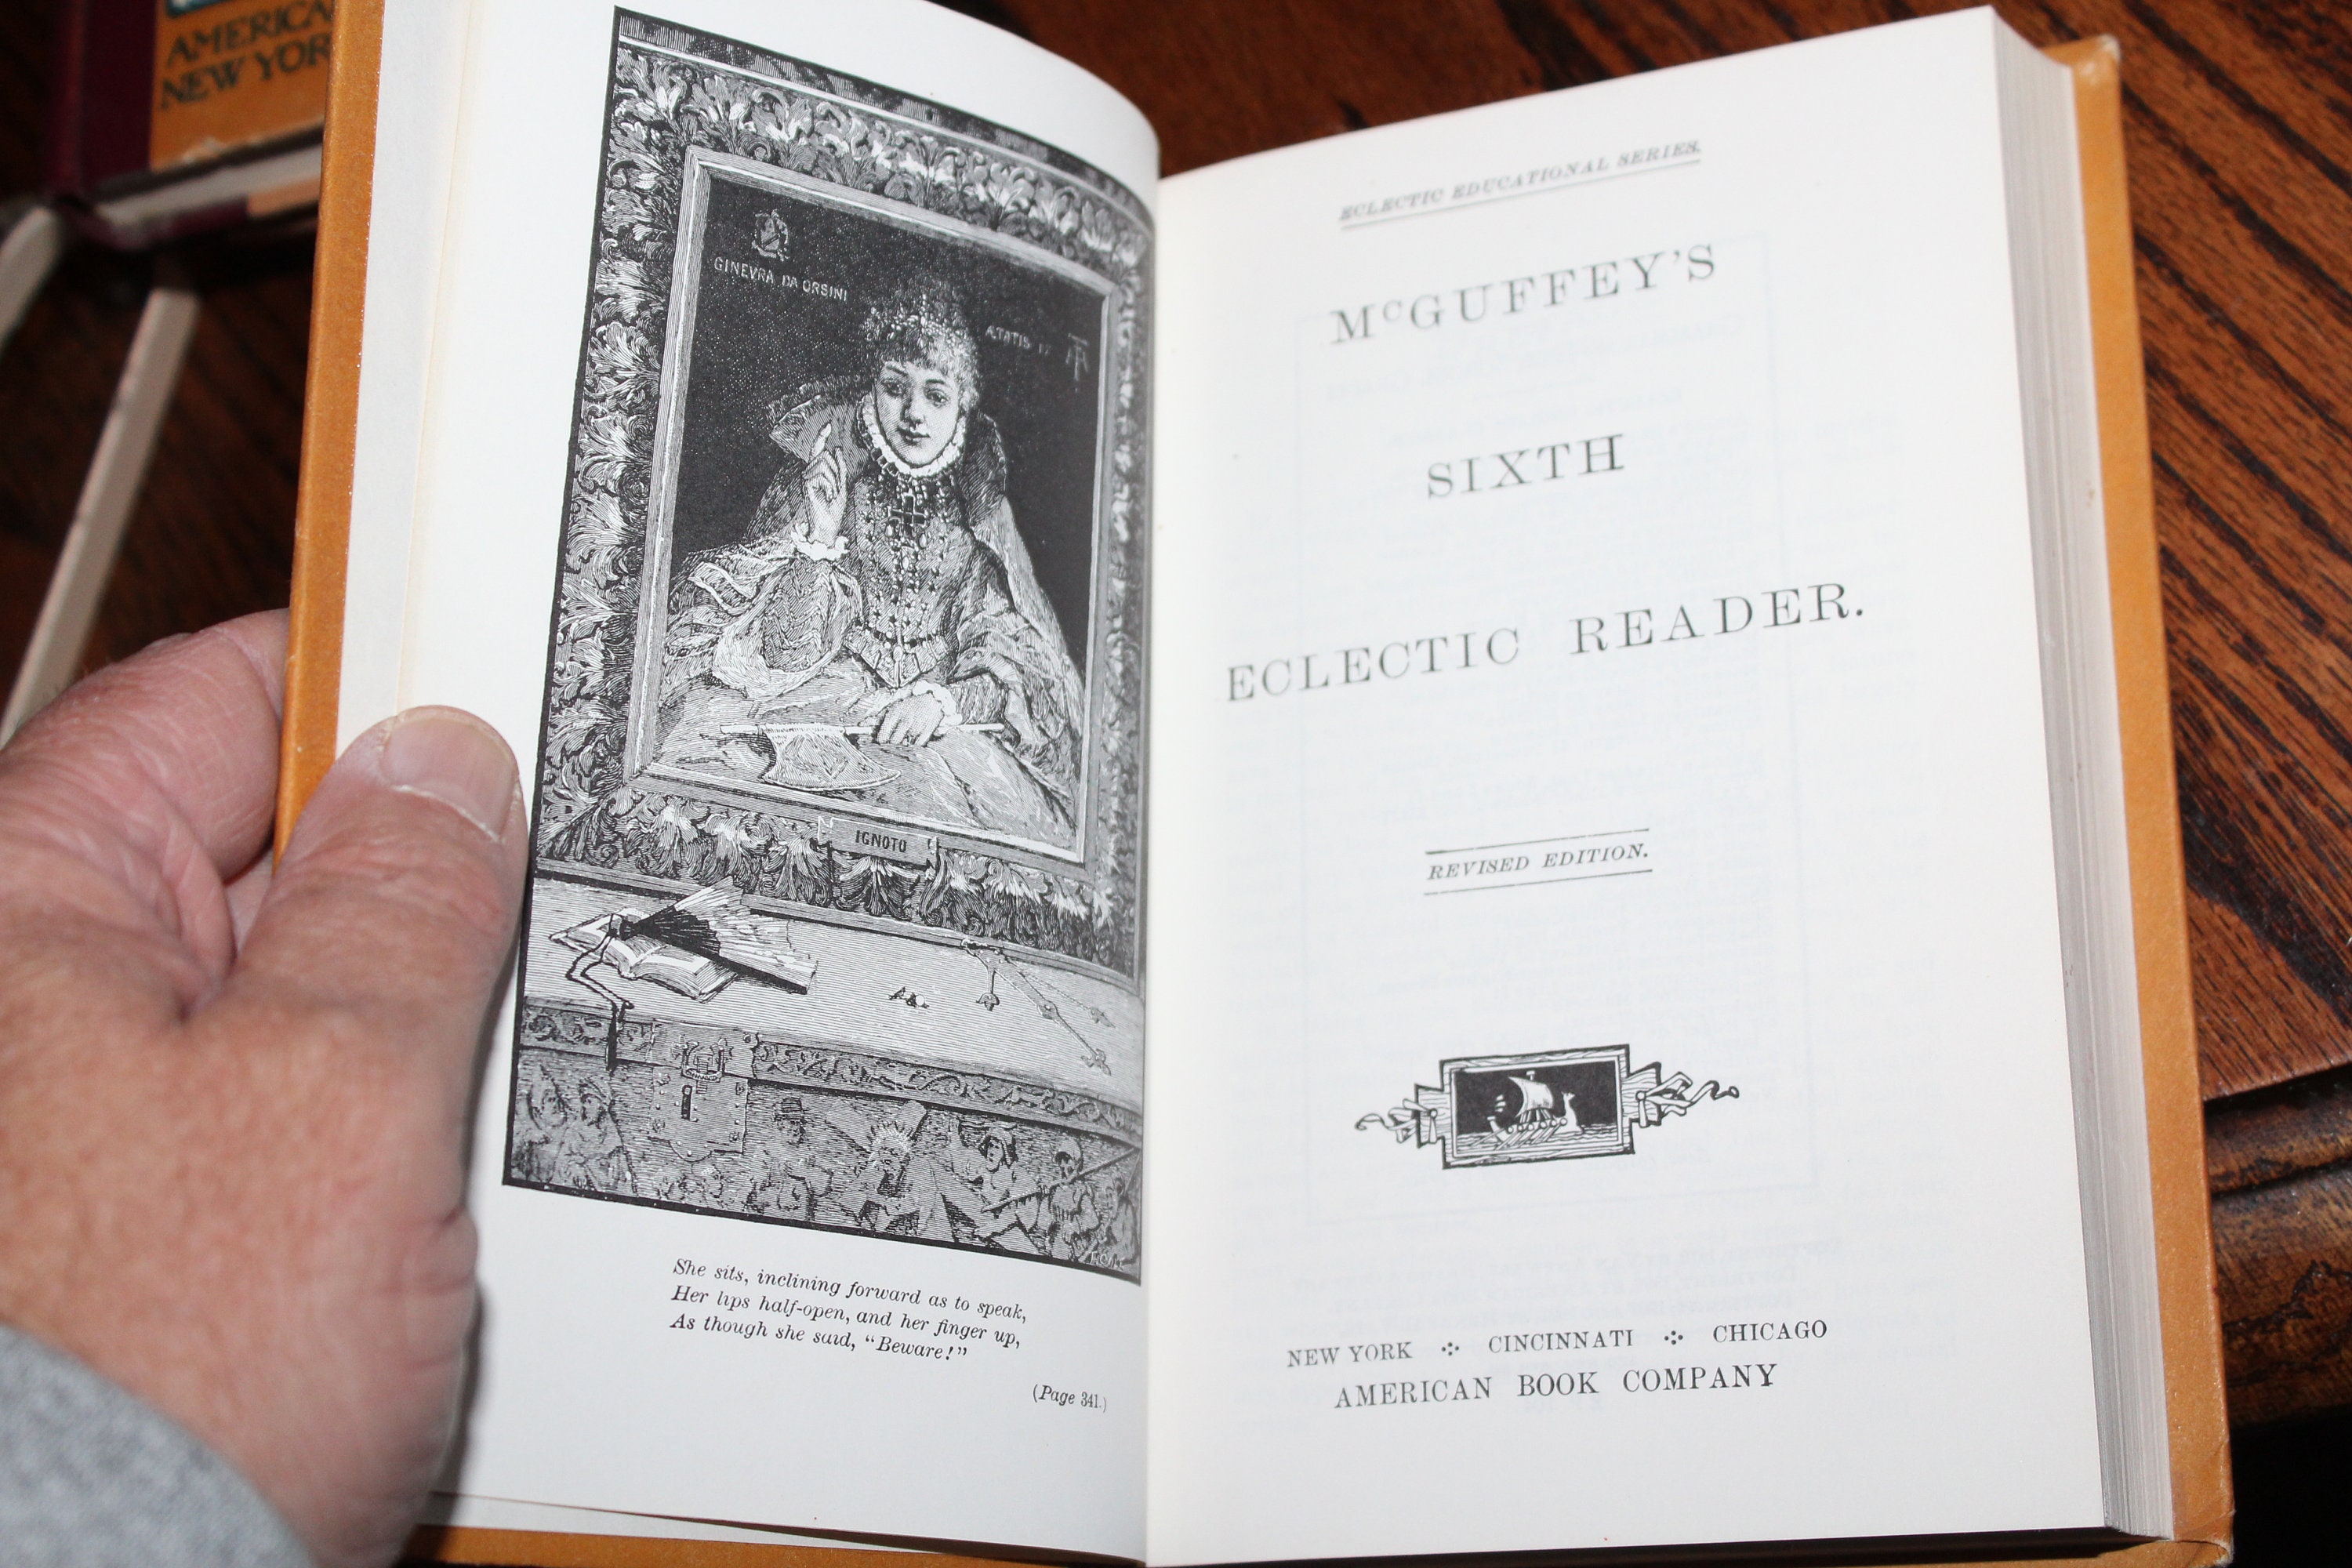 AMERICA
NEW YOR
GINEVRA DA ORSINI
ÆTATIS 17
IGNOTO
She sits, inclining forward as to speak,
Her lips half-open, and her finger up,
As though she said, "Beware!"
(Page 341.)
ECLECTIC EDUCATIONAL SERIES.
McGUFFEY'S
SIXTH
ECLECTIC READER.
REVISED EDITION.
NEW YORK ·:· CINCINNATI ·:· CHICAGO
AMERICAN BOOK COMPANY